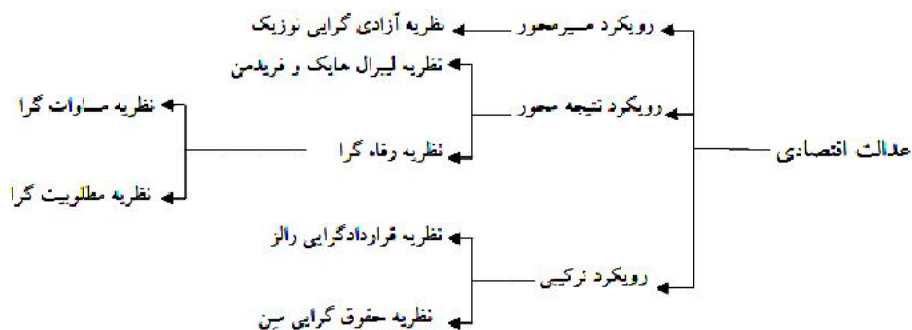 عدالت اقتصادی
رویکرد مسیرمحور
نظریه آزادی گرایی نوزیک
رویکرد نتیجه محور
نظریه لیبرال هایک و فریدمن
نظریه رفاه گرا
نظریه مساوات گرا
نظریه مطلوبیت گرا
رویکرد ترکیبی
نظریه قراردادگرایی رالز
نظریه حقوق گرایی سِن